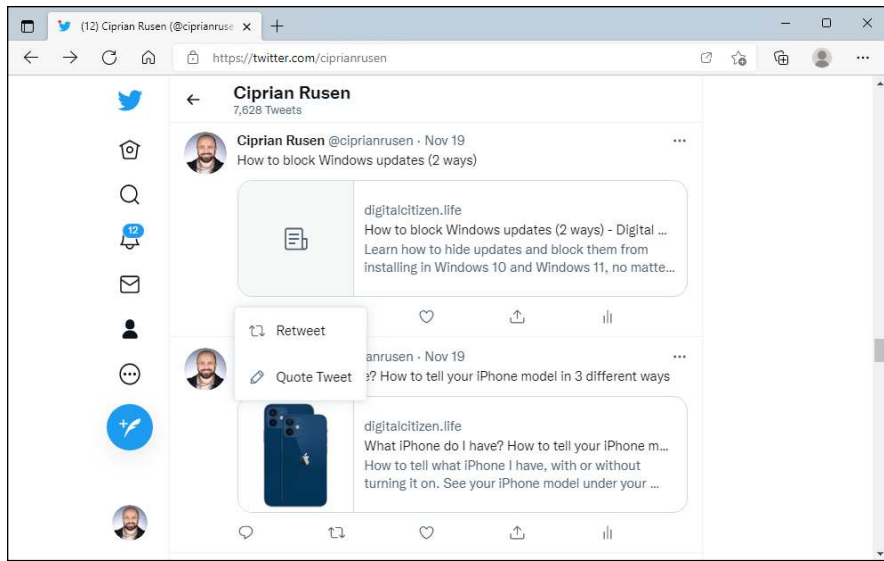 (12) Ciprian Rusen (@ciprianruse
https://twitter.com/ciprianrusen
Ciprian Rusen
7,628 Tweets
Ciprian Rusen @ciprianrusen · Nov 19
How to block Windows updates (2 ways)
digitalcitizen.life
How to block Windows updates (2 ways) - Digital ...
Learn how to hide updates and block them from
installing in Windows 10 and Windows 11, no matte...
12
Retweet
Quote Tweet
anrusen · Nov 19
e? How to tell your iPhone model in 3 different ways
digitalcitizen.life
What iPhone do I have? How to tell your iPhone m...
How to tell what iPhone I have, with or without
turning it on. See your iPhone model under your ...